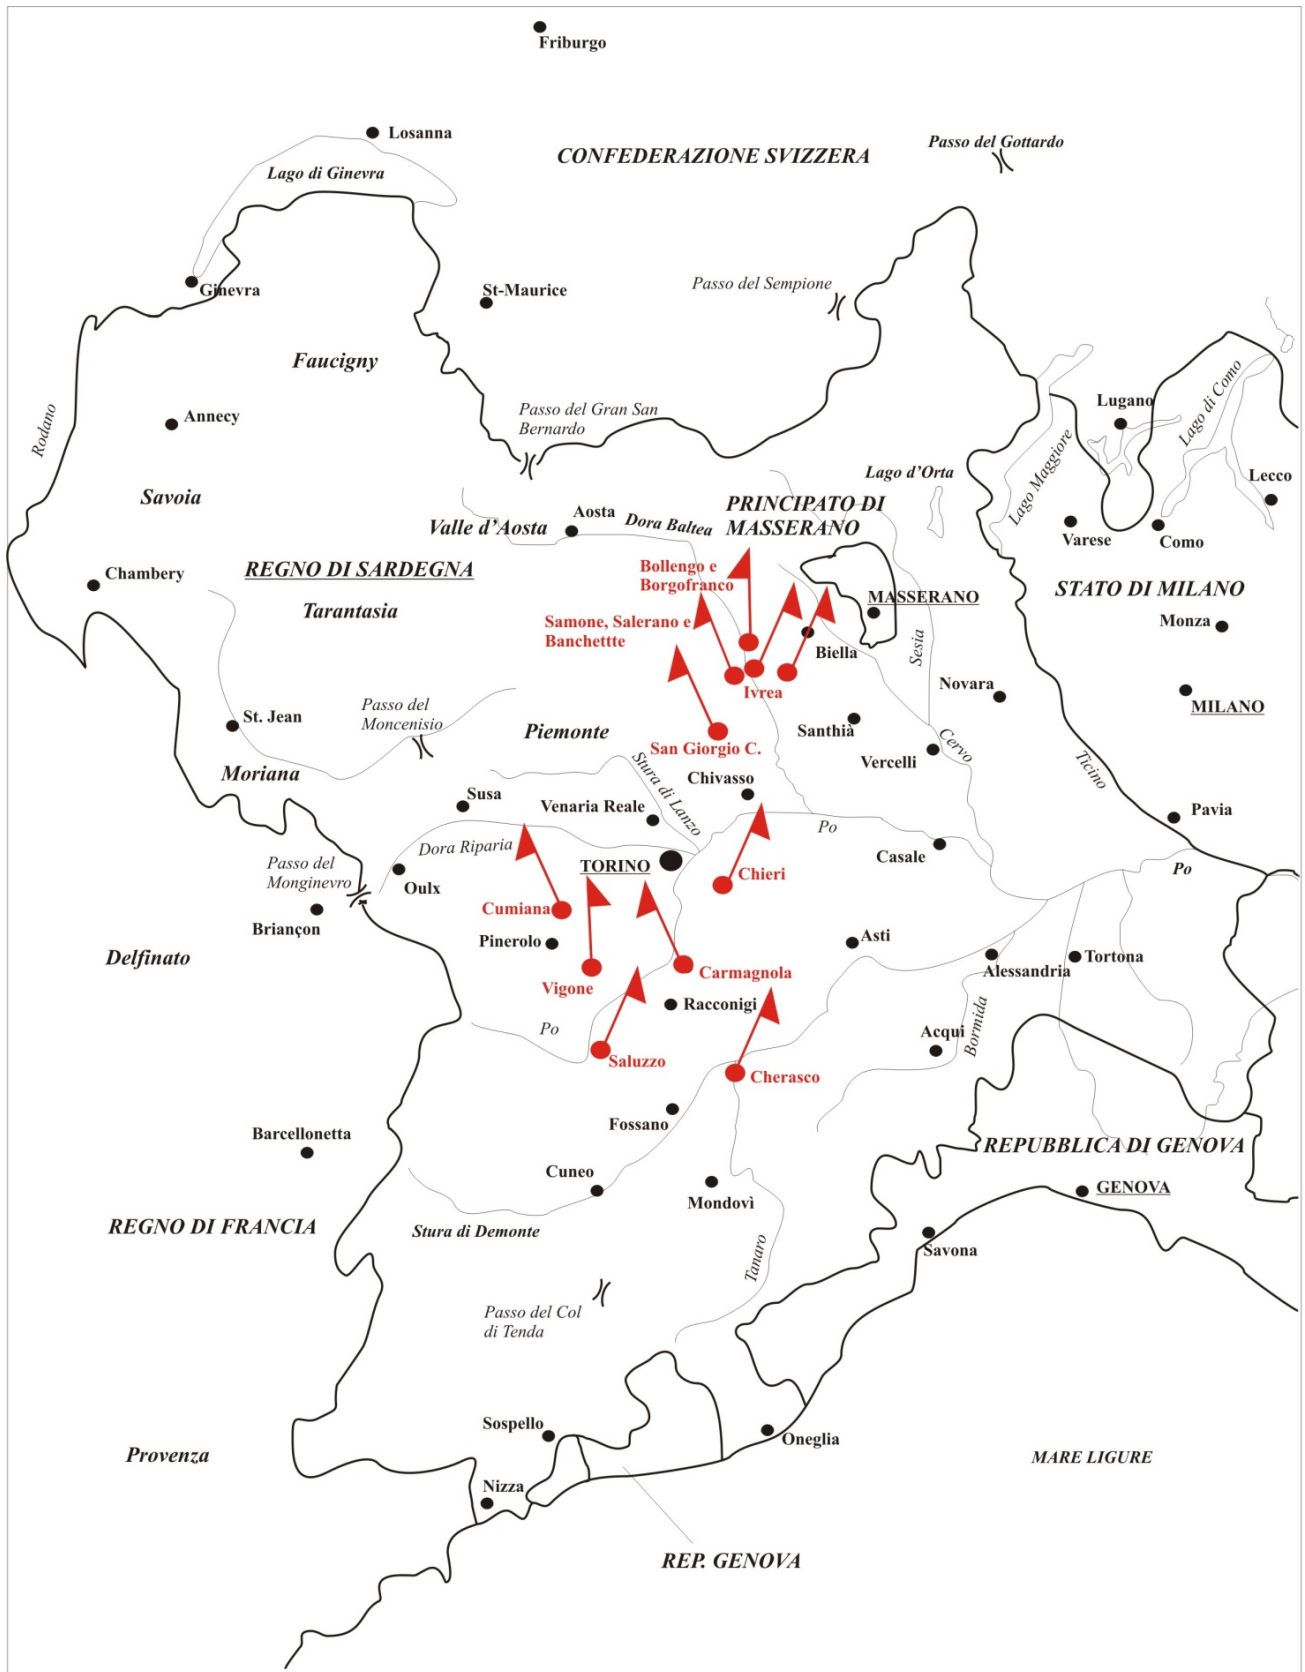 Friburgo
Losanna
CONFEDERAZIONE SVIZZERA
Passo del Gottardo
Lago di Ginevra
Ginevra
St-Maurice
Passo del Sempione
Faucigny
Rodano
Annecy
Passo del Gran San
Bernardo
Lugano
Lago di Como
Lago Maggiore
Lago d'Orta
Lecco
Savoia
Valle d'Aosta
Aosta
Dora Baltea
PRINCIPATO DI
MASSERANO
Varese
Como
Chambery
REGNO DI SARDEGNA
Tarantasia
Bollengo e
Borgofranco
MASSERANO
STATO DI MILANO
Samone, Salerano e
Banchettte
Biella
Sesia
Monza
Ivrea
Novara
MILANO
St. Jean
Passo del
Moncenisio
Piemonte
San Giorgio C.
Santhià
Vercelli
Cervo
Ticino
Moriana
Stura di Lanzo
Chivasso
Susa
Venaria Reale
Po
Pavia
Dora Riparia
Passo del
Monginevro
Oulx
TORINO
Chieri
Casale
Po
Briançon
Cumiana
Pinerolo
Asti
Delfinato
Vigone
Carmagnola
Alessandria
Tortona
Racconigi
Po
Saluzzo
Cherasco
Acqui
Bormida
Fossano
Barcellonetta
Cuneo
Mondovì
REPUBBLICA DI GENOVA
GENOVA
REGNO DI FRANCIA
Stura di Demonte
Tanaro
Savona
Passo del Col
di Tenda
Sospello
Oneglia
Provenza
MARE LIGURE
Nizza
REP. GENOVA